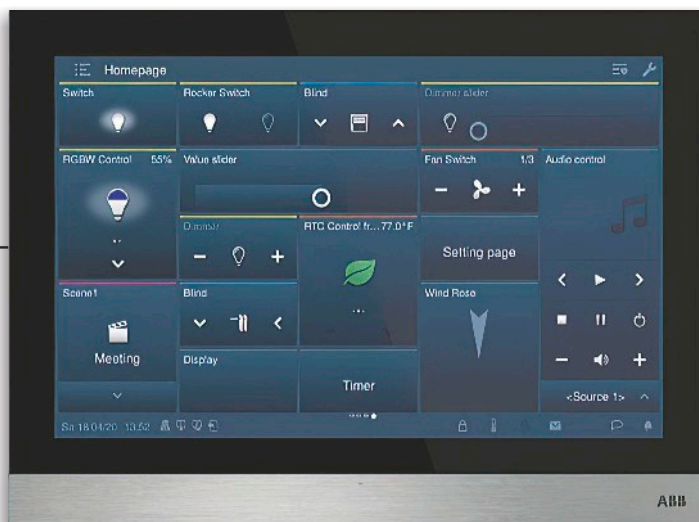 Homepage
Switch
Rocker Switch
Blind
Dimmer slider
RGBW Control 55%
Value slider
Fan Switch 1/3
Audio control
Dimmer
RTC Control fr...77.0°F
Setting page
Scene1
Blind
Wind Rose
Meeting
Display
Timer
<Source 1>
Sa 18/04/20 13:52
ABB